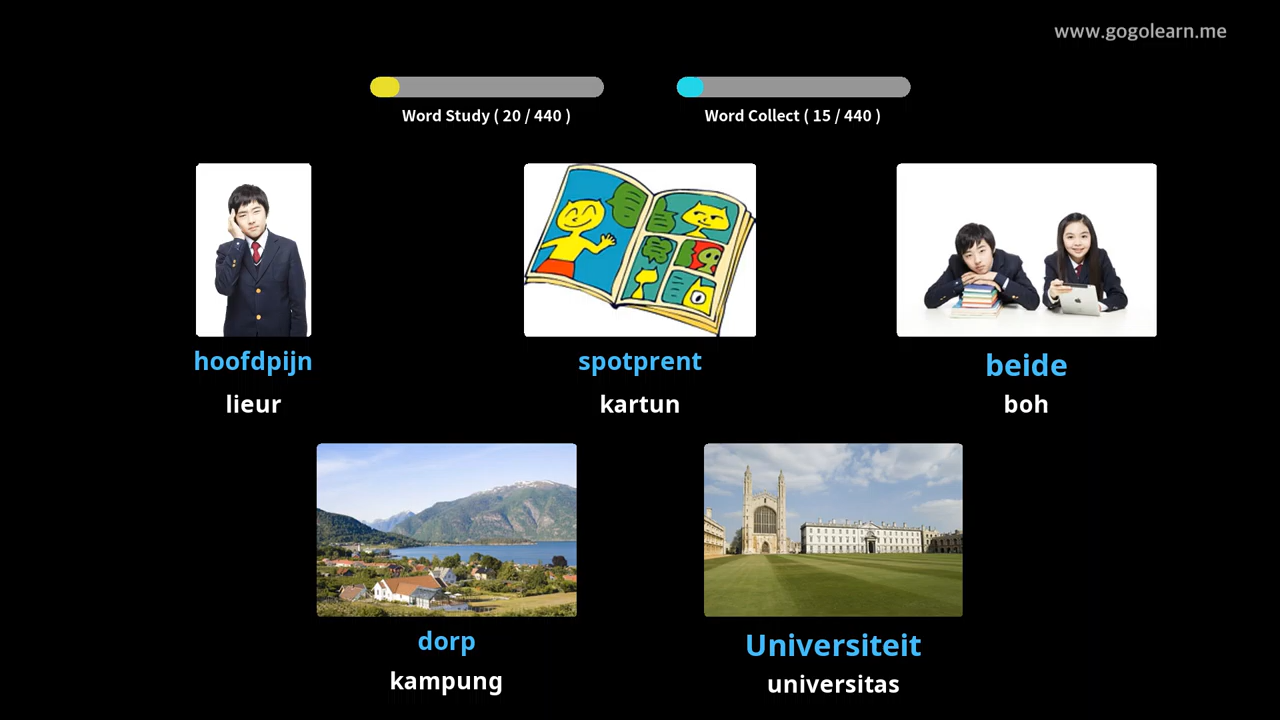 www.gogolearn.me
Word Study ( 20 / 440 )
Word Collect ( 15 / 440 )
hoofdpijn
lieur
spotprent
kartun
beide
boh
dorp
kampung
Universiteit
universitas